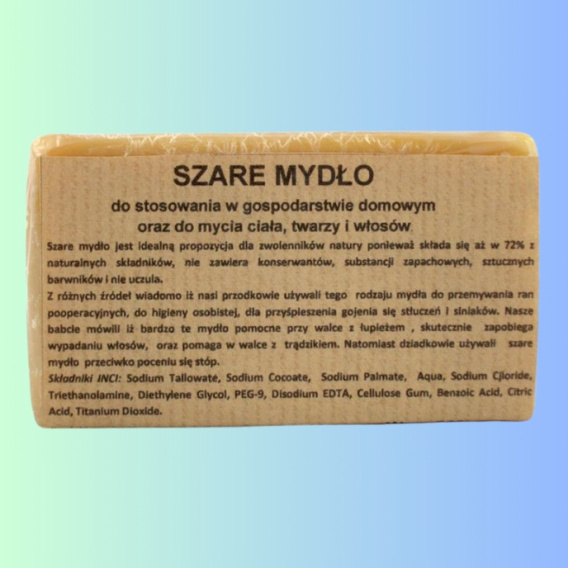 SZARE MYDŁO
do stosowania w gospodarstwie domowym
oraz do mycia ciała, twarzy i włosów
Szare mydło jest idealną propozycja dla zwolenników natury ponieważ składa się aż w 72% z
naturalnych składników, nie zawiera konserwantów, substancji zapachowych, sztucznych
barwników i nie uczula.
Z różnych źródeł wiadomo iż nasi przodkowie używali tego rodzaju mydła do przemywania ran
pooperacyjnych, do higieny osobistej, dla przyśpieszenia gojenia się stłuczeń i siniaków. Nasze
babcie mówili iż bardzo te mydło pomocne przy walce z łupieżem , skutecznie zapobiega
wypadaniu włosów, oraz pomaga w walce z trądzikiem. Natomiast dziadkowie używali szare
mydło przeciwko poceniu się stóp.
Składniki INCI: Sodium Tallowate, Sodium Cocoate, Sodium Palmate, Aqua, Sodium Cjloride,
Triethanolamine, Diethylene Glycol, PEG-9, Disodium EDTA, Cellulose Gum, Benzoic Acid, Citric
Acid, Titanium Dioxide.